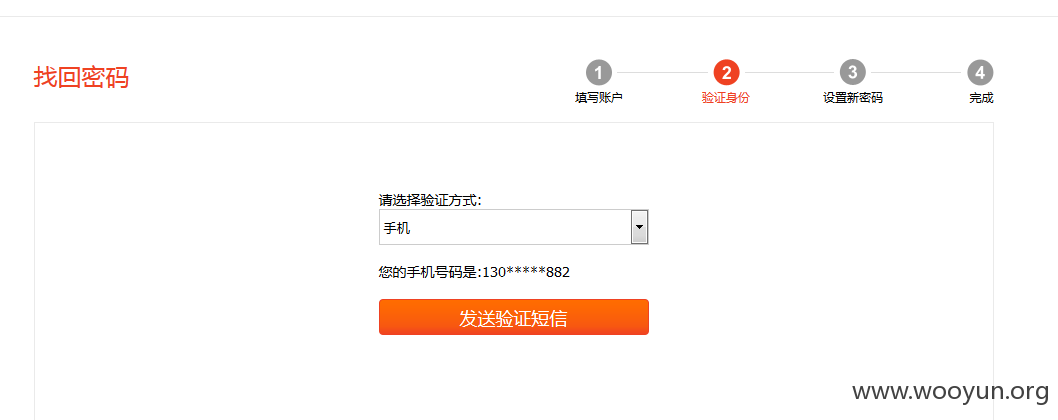 找回密码
1 2 3 4
填写账户 验证身份 设置新密码 完成
请选择验证方式:
手机
您的手机号码是:130*****882
发送验证短信
www.wooyun.org